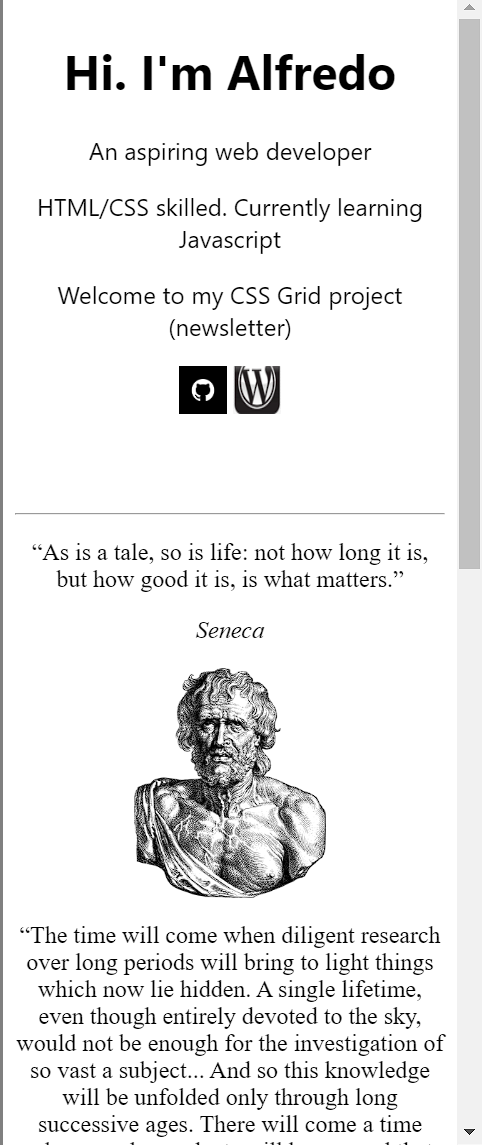 Hi. I'm Alfredo
An aspiring web developer
HTML/CSS skilled. Currently learning
Javascript
Welcome to my CSS Grid project
(newsletter)
“As is a tale, so is life: not how long it is,
but how good it is, is what matters.”
Seneca
“The time will come when diligent research
over long periods will bring to light things
which now lie hidden. A single lifetime,
even though entirely devoted to the sky,
would not be enough for the investigation of
so vast a subject... And so this knowledge
will be unfolded only through long
successive ages. There will come a time